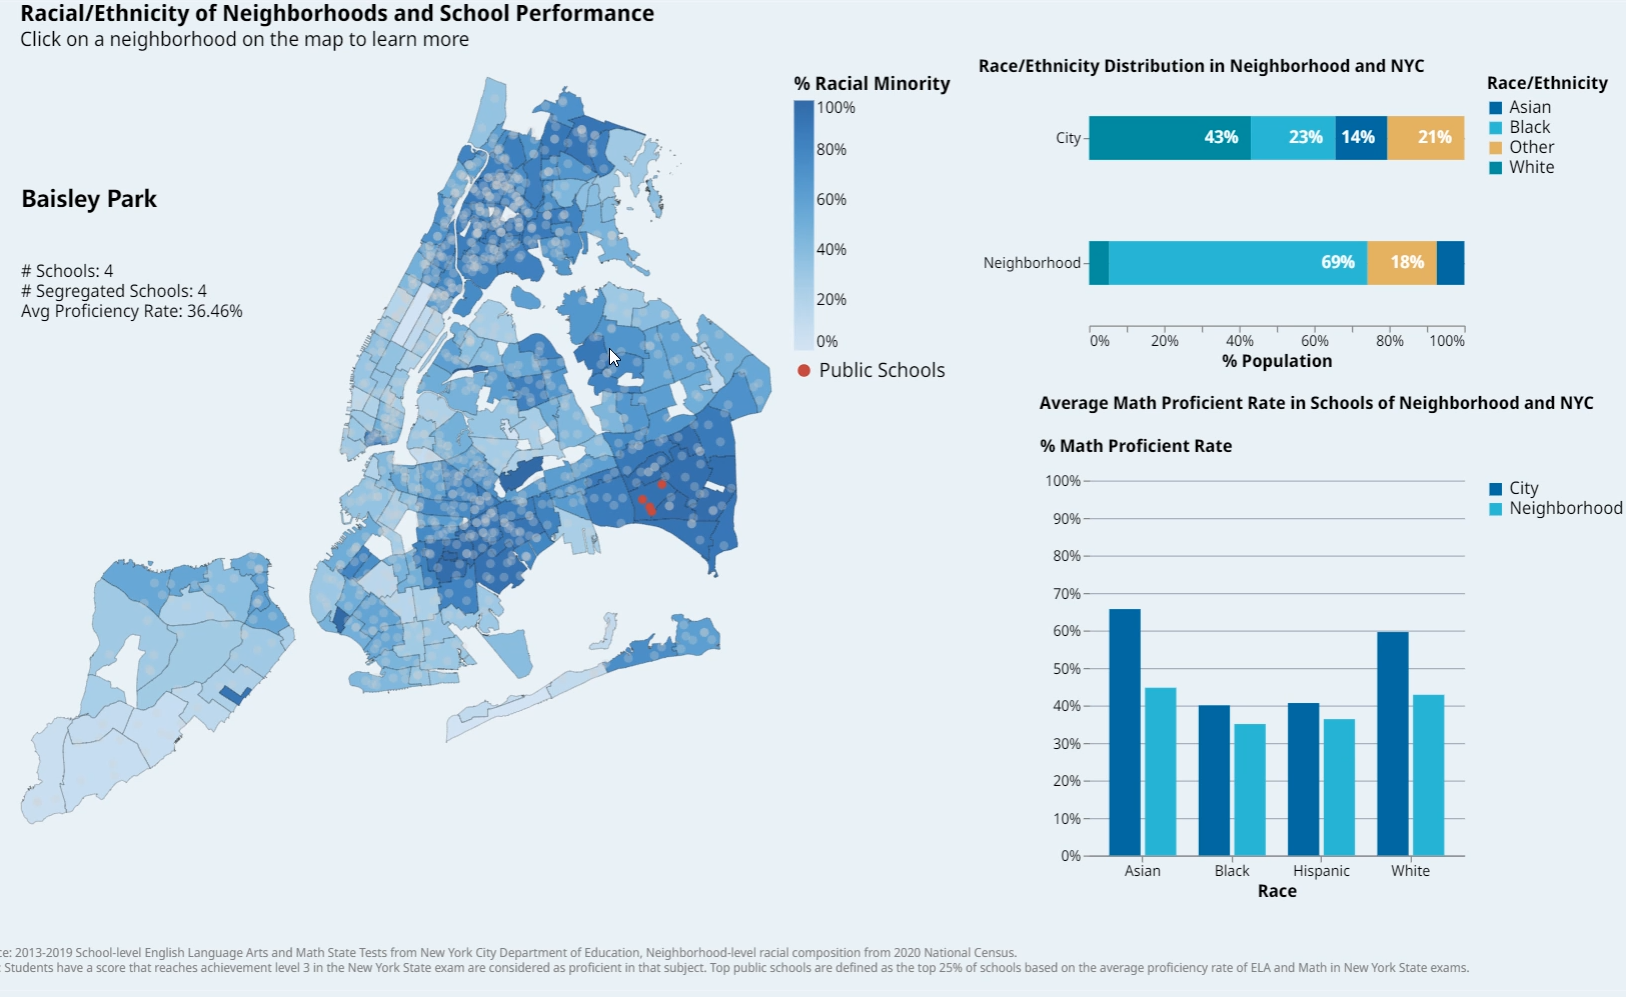 Racial/Ethnicity of Neighborhoods and School Performance
Click on a neighborhood on the map to learn more
Baisley Park
# Schools: 4
# Segregated Schools: 4
Avg Proficiency Rate: 36.46%
% Racial Minority
100%
80%
60%
40%
20%
0%
Public Schools
Race/Ethnicity Distribution in Neighborhood and NYC
City
43%
23%
14%
21%
Neighborhood
69%
18%
0%
20%
40%
60%
80%
100%
% Population
Race/Ethnicity
Asian
Black
Other
White
Average Math Proficient Rate in Schools of Neighborhood and NYC
% Math Proficient Rate
100%
90%
80%
70%
60%
50%
40%
30%
20%
10%
0%
Asian
Black
Hispanic
White
Race
City
Neighborhood
ce: 2013-2019 School-level English Language Arts and Math State Tests from New York City Department of Education, Neighborhood-level racial composition from 2020 National Census.
: Students have a score that reaches achievement level 3 in the New York State exam are considered as proficient in that subject. Top public schools are defined as the top 25% of schools based on the average proficiency rate of ELA and Math in New York State exams.